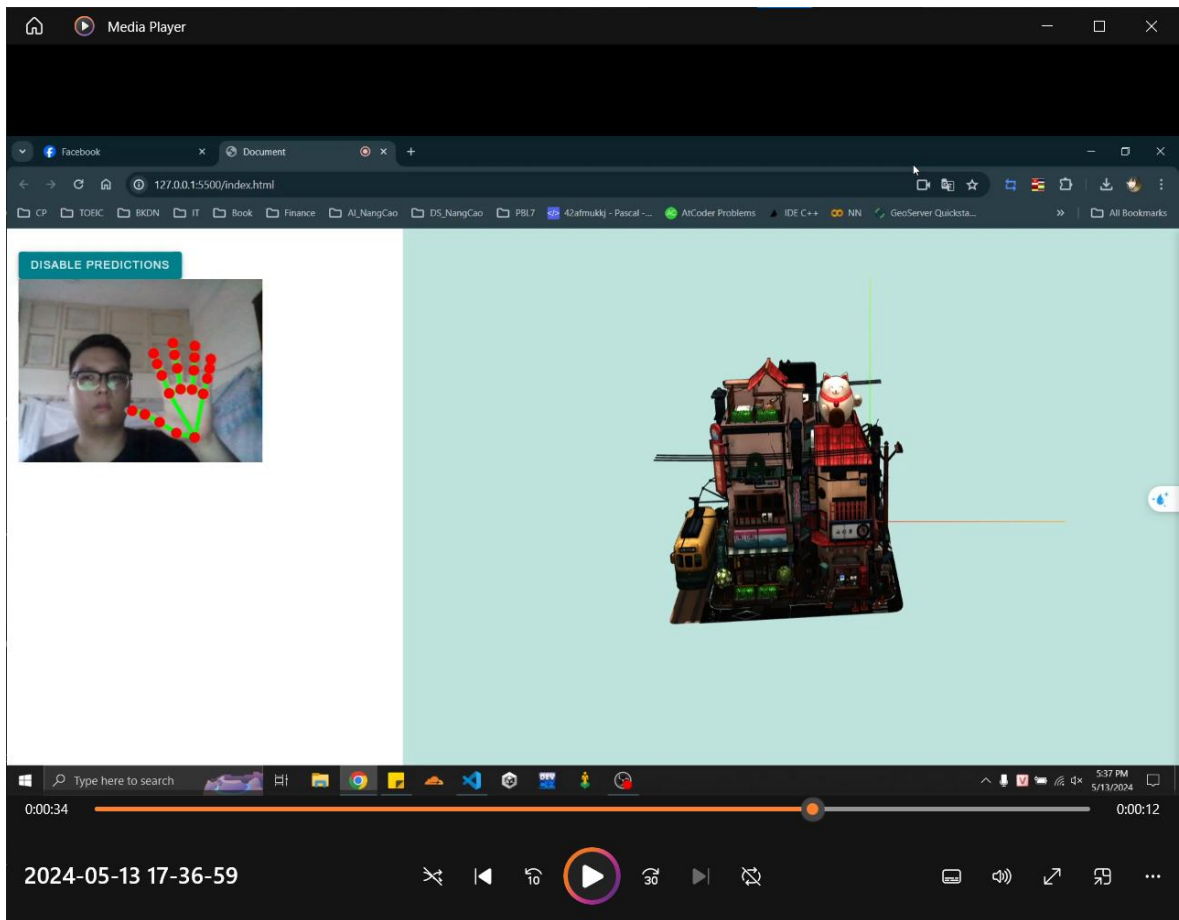 Media Player
Facebook
Document
127.0.0.1:5500/index.html
CP TOEIC BKDN IT Book Finance AI_NangCao DS_NangCao PBL7 42afmukkj - Pascal -... AtCoder Problems IDE C++ NN GeoServer Quicksta... » All Bookmarks
DISABLE PREDICTIONS
Type here to search
5:37 PM
5/13/2024
0:00:34
0:00:12
2024-05-13 17-36-59
10
30